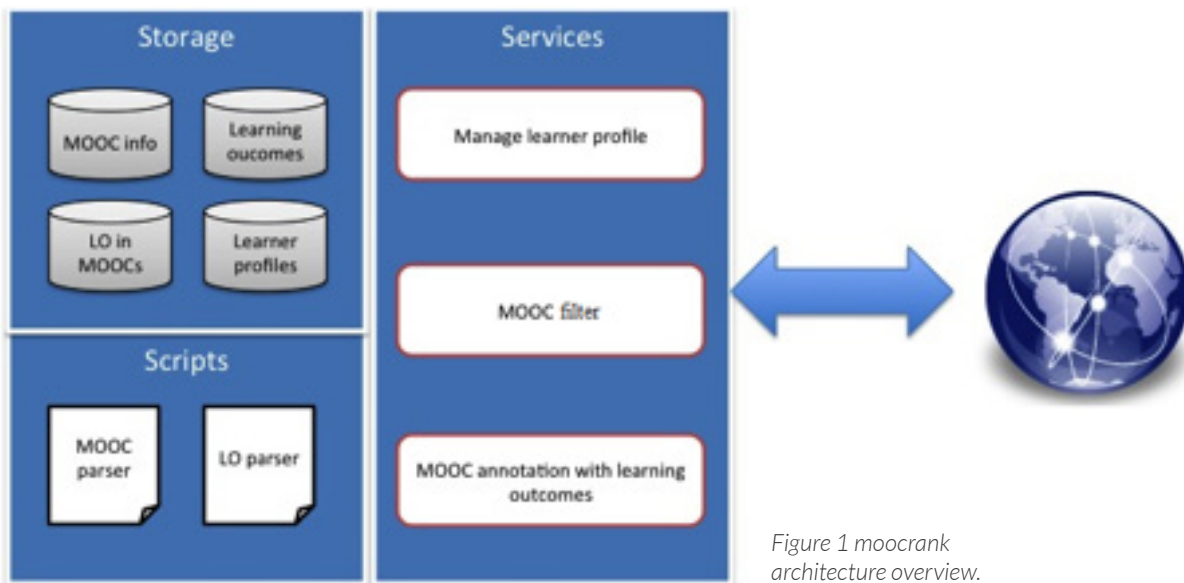 Storage
MOOC info
Learning
oucomes
LO in
MOOCs
Learner
profiles
Scripts
MOOC
parser
LO parser
Services
Manage learner profile
MOOC filter
MOOC annotation with learning
outcomes
Figure 1 moocrank
architecture overview.